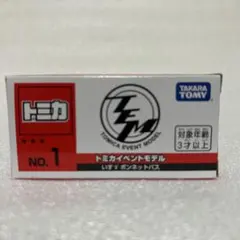 トミカ
NO. 1
TEM
TOMICA EVENT MODEL
トミカイベントモデル
いすゞ ボンネットバス
TAKARA
TOMY
対象年齢
3才以上